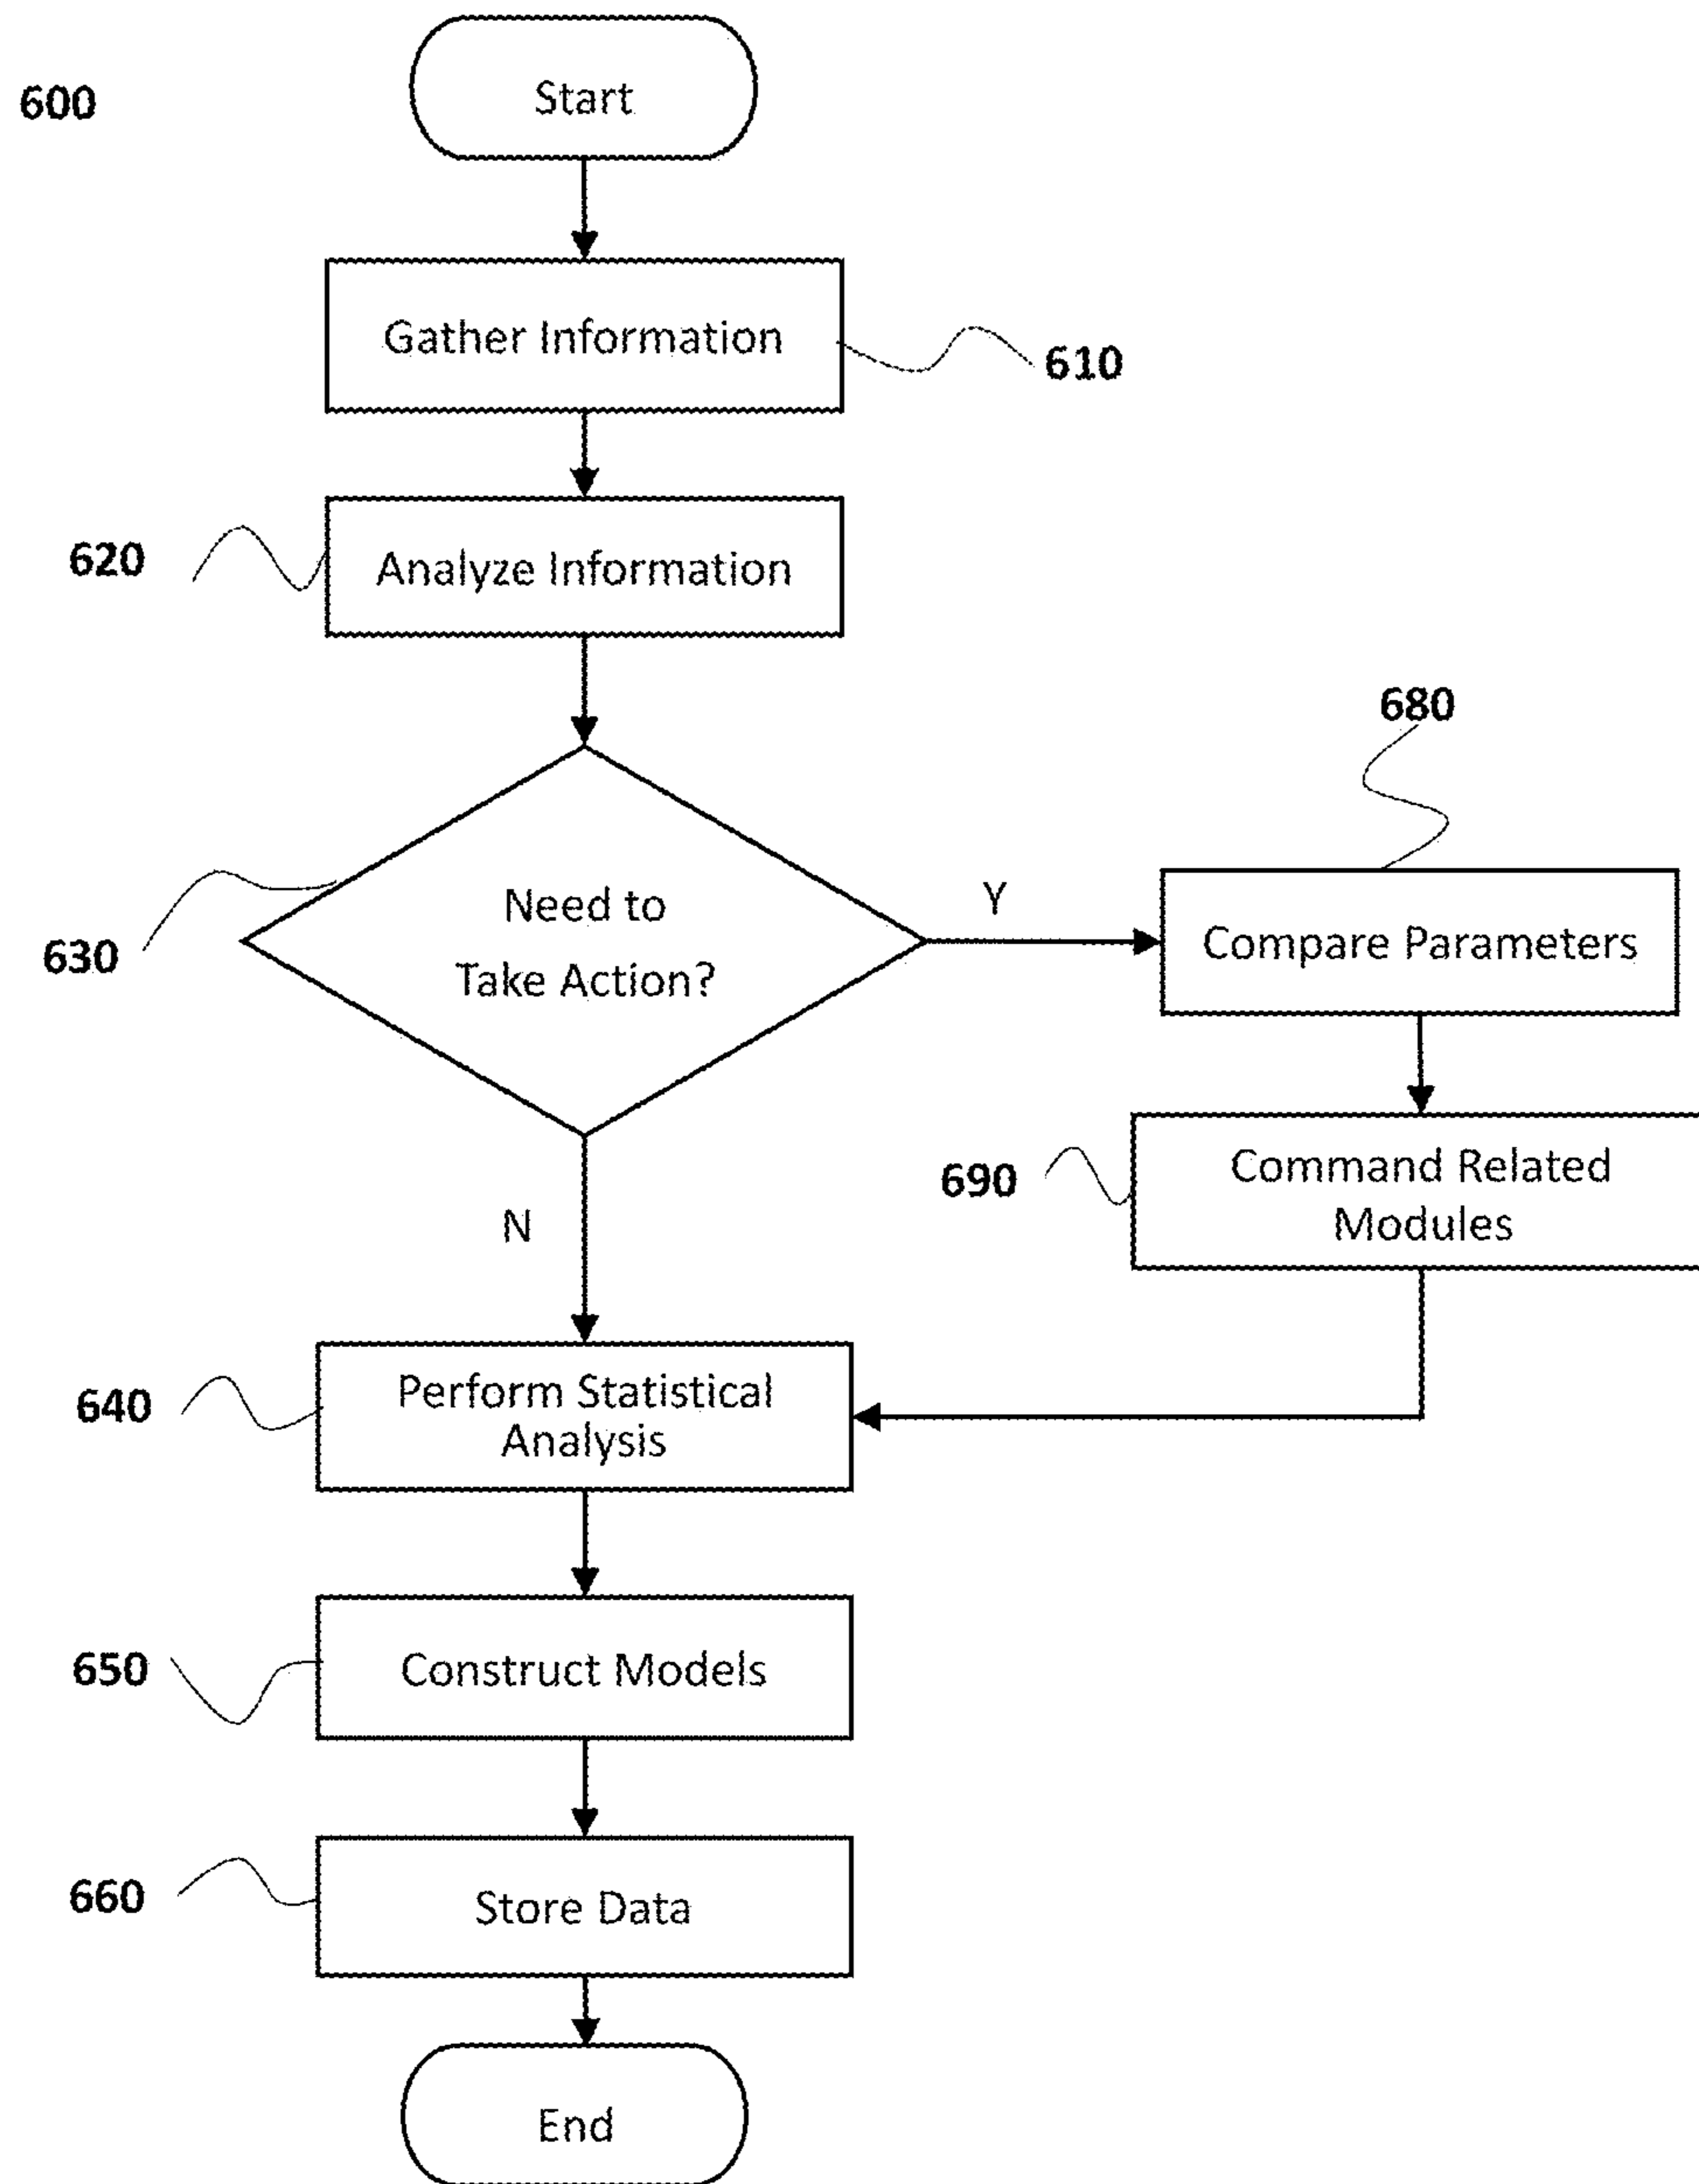 600
Start
Gather Information
610
620
Analyze Information
680
630
Need to
Take Action?
Y
Compare Parameters
690
Command Related
Modules
N
640
Perform Statistical
Analysis
650
Construct Models
660
Store Data
End